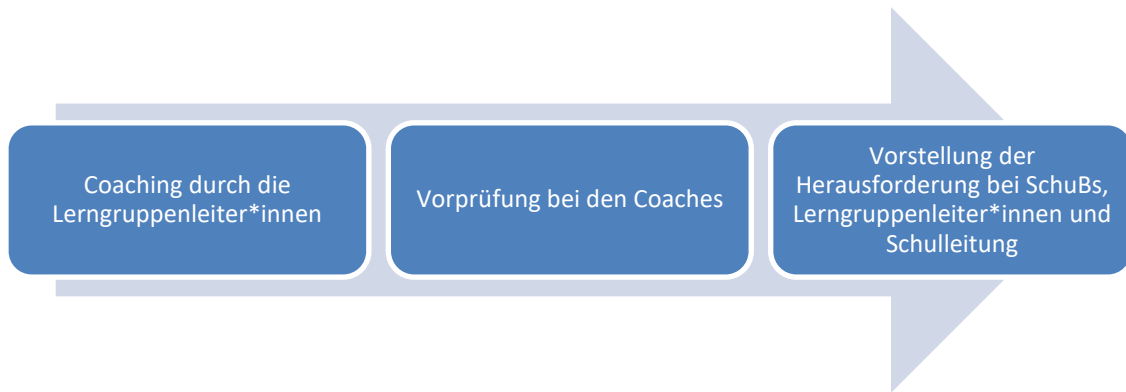 Coaching durch die
Lerngruppenleiter*innen
Vorprüfung bei den Coaches
Vorstellung der
Herausforderung bei SchuBs,
Lerngruppenleiter*innen und
Schulleitung